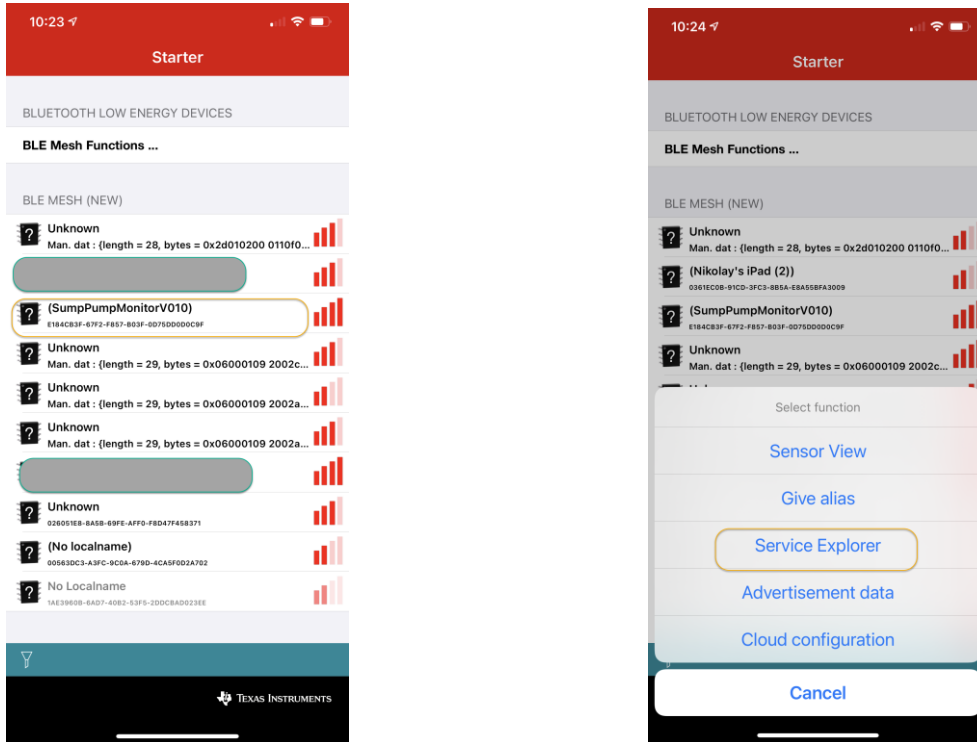 10:23
Starter
BLUETOOTH LOW ENERGY DEVICES
BLE Mesh Functions ...
BLE MESH (NEW)
Unknown
Man. dat : {length = 28, bytes = 0x2d010200 0110f0...
(SumpPumpMonitorV010)
E184CB3F-67F2-F857-B03F-0D75DD0D0C9F
Unknown
Man. dat : {length = 29, bytes = 0x06000109 2002c...
Unknown
Man. dat : {length = 29, bytes = 0x06000109 2002a...
Unknown
Man. dat : {length = 29, bytes = 0x06000109 2002a...
Unknown
026051E8-8A5B-69FE-AFF0-F8D47F458371
(No localname)
00563DC3-A3FC-9C0A-679D-4CA5F0D2A702
No Localname
1AE3960B-6AD7-40B2-53F5-2DDCBAD023EE
TEXAS INSTRUMENTS
10:24
Starter
BLUETOOTH LOW ENERGY DEVICES
BLE Mesh Functions ...
BLE MESH (NEW)
Unknown
Man. dat : {length = 28, bytes = 0x2d010200 0110f0...
(Nikolay's iPad (2))
0361EC0B-91CD-3FC3-8B5A-E8A55BFA3009
(SumpPumpMonitorV010)
E184CB3F-67F2-F857-B03F-0D75DD0D0C9F
Unknown
Man. dat : {length = 29, bytes = 0x06000109 2002c...
Select function
Sensor View
Give alias
Service Explorer
Advertisement data
Cloud configuration
Cancel